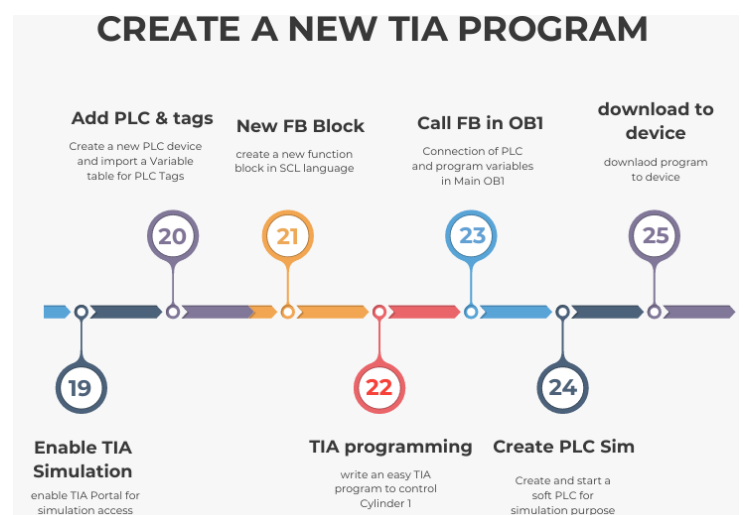 CREATE A NEW TIA PROGRAM
Add PLC & tags
Create a new PLC device
and import a Variable
table for PLC Tags
New FB Block
create a new function
block in SCL language
Call FB in OB1
Connection of PLC
and program variables
in Main OB1
download to
device
downlaod program
to device
20
21
23
25
19
22
24
Enable TIA
Simulation
enable TIA Portal for
simulation access
TIA programming
write an easy TIA
program to control
Cylinder 1
Create PLC Sim
Create and start a
soft PLC for
simulation purpose